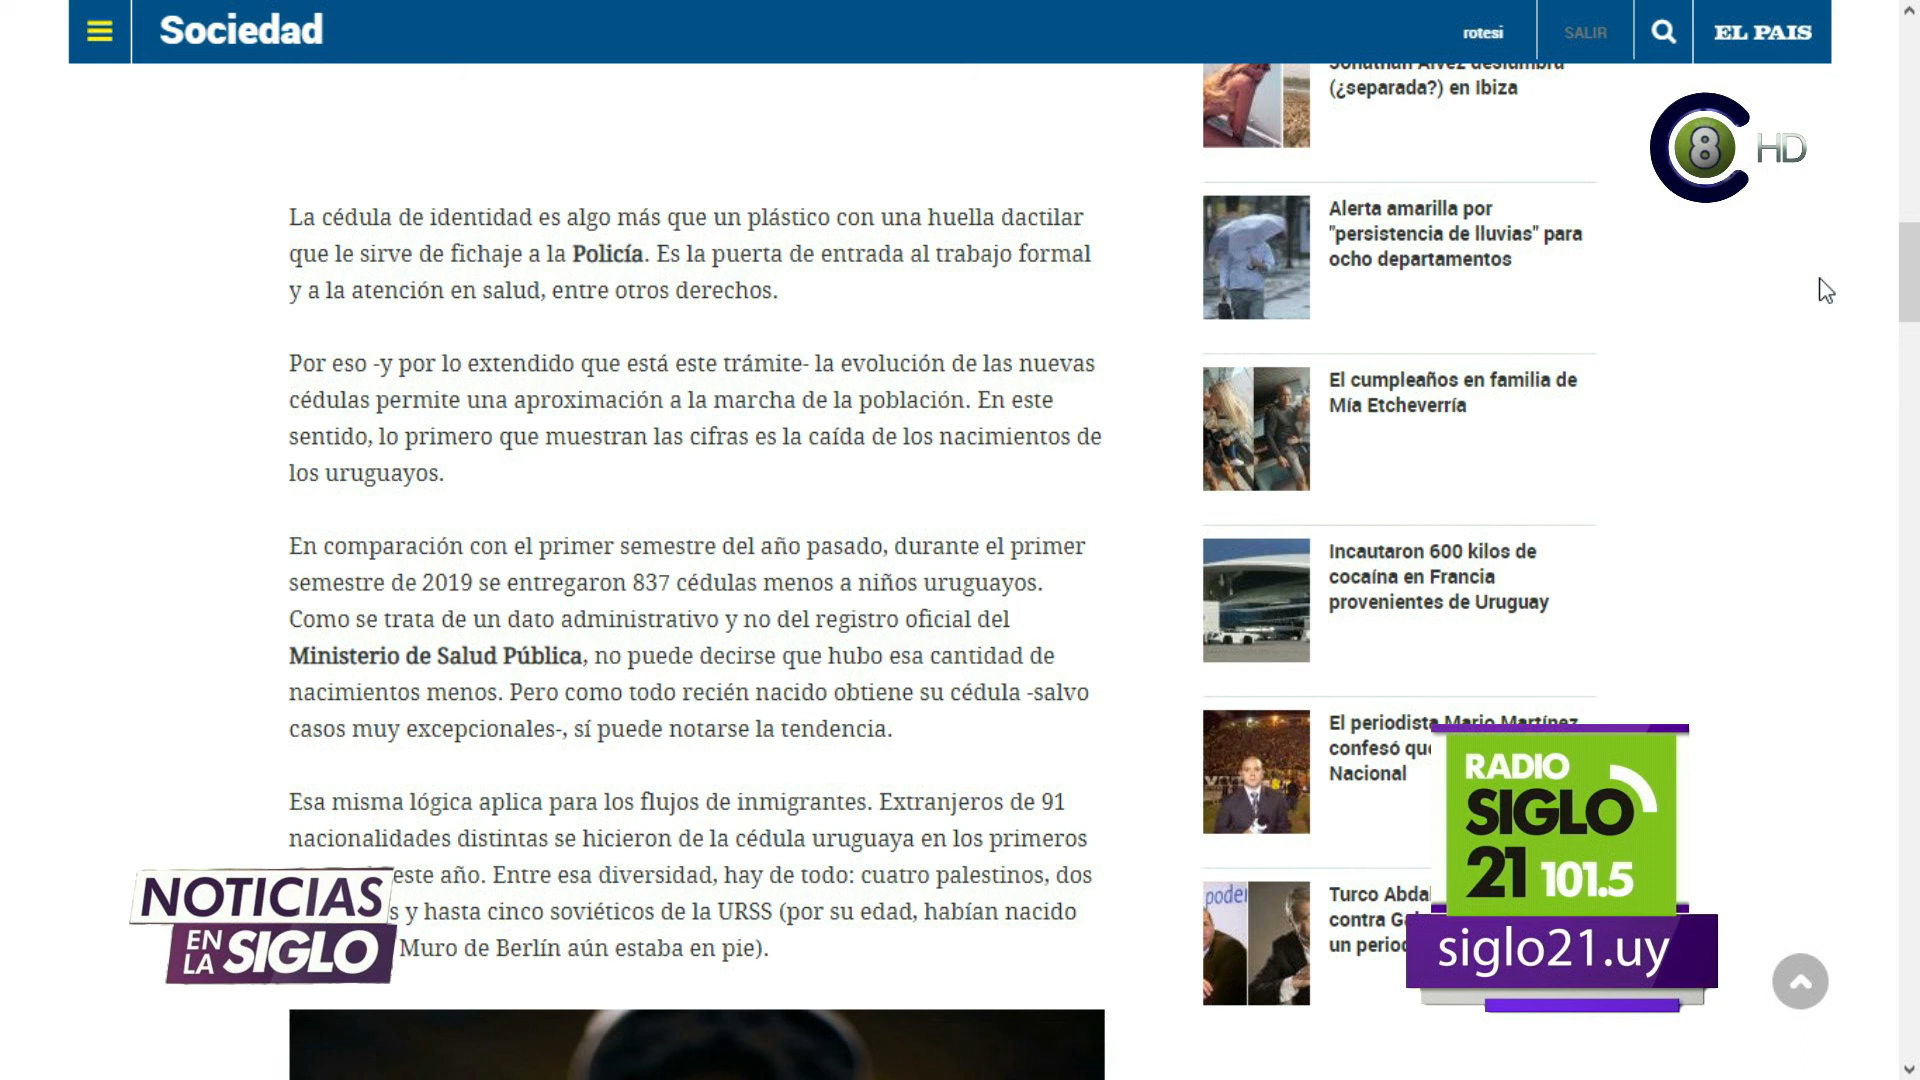 Sociedad
rotesi
SALIR
EL PAIS
(¿separada?) en Ibiza
C 8 HD
La cédula de identidad es algo más que un plástico con una huella dactilar
que le sirve de fichaje a la Policía. Es la puerta de entrada al trabajo formal
y a la atención en salud, entre otros derechos.
Por eso -y por lo extendido que está este trámite- la evolución de las nuevas
cédulas permite una aproximación a la marcha de la población. En este
sentido, lo primero que muestran las cifras es la caída de los nacimientos de
los uruguayos.
En comparación con el primer semestre del año pasado, durante el primer
semestre de 2019 se entregaron 837 cédulas menos a niños uruguayos.
Como se trata de un dato administrativo y no del registro oficial del
Ministerio de Salud Pública, no puede decirse que hubo esa cantidad de
nacimientos menos. Pero como todo recién nacido obtiene su cédula -salvo
casos muy excepcionales-, sí puede notarse la tendencia.
Esa misma lógica aplica para los flujos de inmigrantes. Extranjeros de 91
nacionalidades distintas se hicieron de la cédula uruguaya en los primeros
este año. Entre esa diversidad, hay de todo: cuatro palestinos, dos
y hasta cinco soviéticos de la URSS (por su edad, habían nacido
Muro de Berlín aún estaba en pie).
Alerta amarilla por
"persistencia de lluvias" para
ocho departamentos
El cumpleaños en familia de
Mía Etcheverría
Incautaron 600 kilos de
cocaína en Francia
provenientes de Uruguay
El periodista Mario Martínez
confesó que
Nacional
Turco Abdal
contra
un perio
poder
NOTICIAS
EN LA SIGLO
RADIO
SIGLO
21 101.5
siglo21.uy